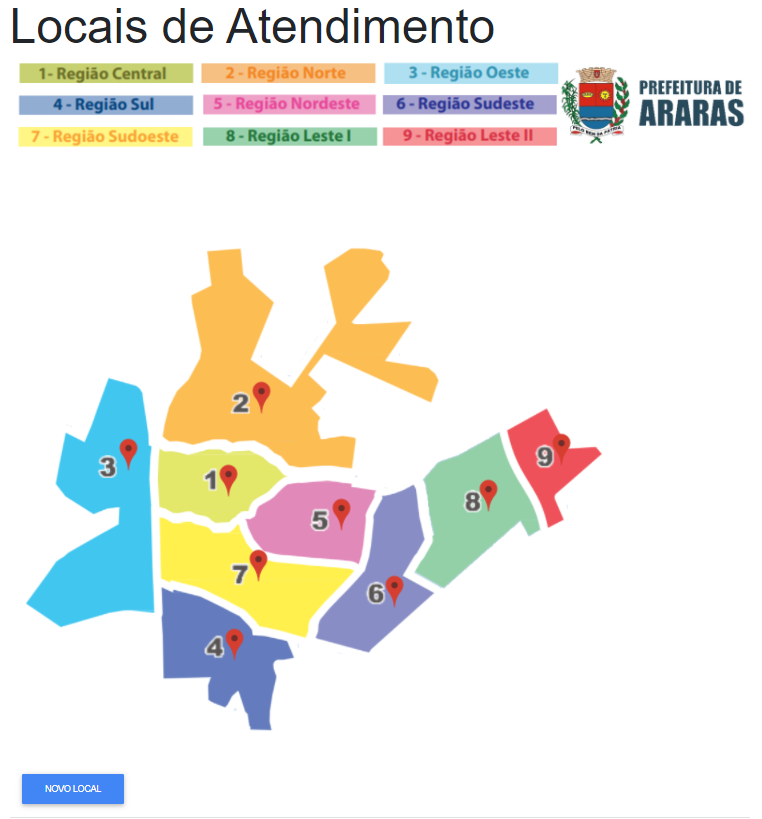 Locais de Atendimento
1- Região Central
2 - Região Norte
3 - Região Oeste
4 - Região Sul
5 - Região Nordeste
6 - Região Sudeste
7 - Região Sudoeste
8 - Região Leste I
9 - Região Leste II
PREFEITURA DE
ARARAS
2
3
1
9
8
5
7
6
4
NOVO LOCAL